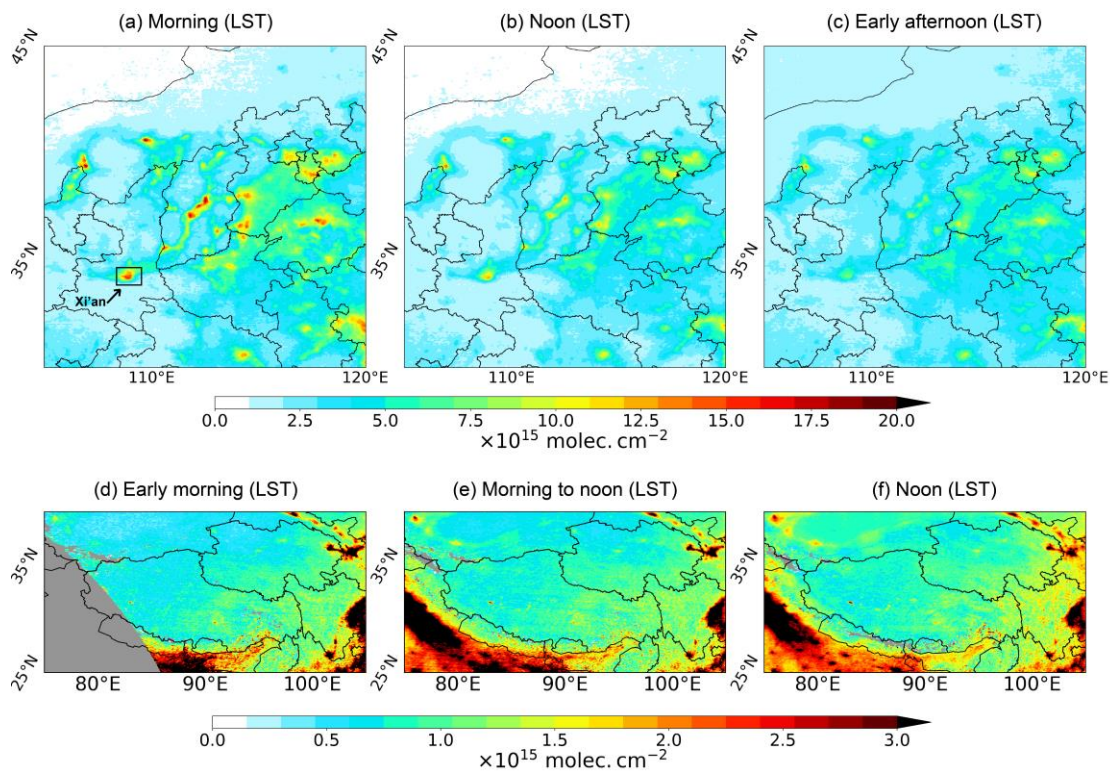 (a) Morning (LST) (b) Noon (LST) (c) Early afternoon (LST)
45°N 45°N 45°N
35°N 35°N 35°N
Xi'an
110°E 120°E 110°E 120°E 110°E 120°E
0.0 2.5 5.0 7.5 10.0 12.5 15.0 17.5 20.0
×10¹⁵ molec. cm⁻²
(d) Early morning (LST) (e) Morning to noon (LST) (f) Noon (LST)
35°N 35°N 35°N
25°N 25°N 25°N
80°E 90°E 100°E 80°E 90°E 100°E 80°E 90°E 100°E
0.0 0.5 1.0 1.5 2.0 2.5 3.0
×10¹⁵ molec. cm⁻²